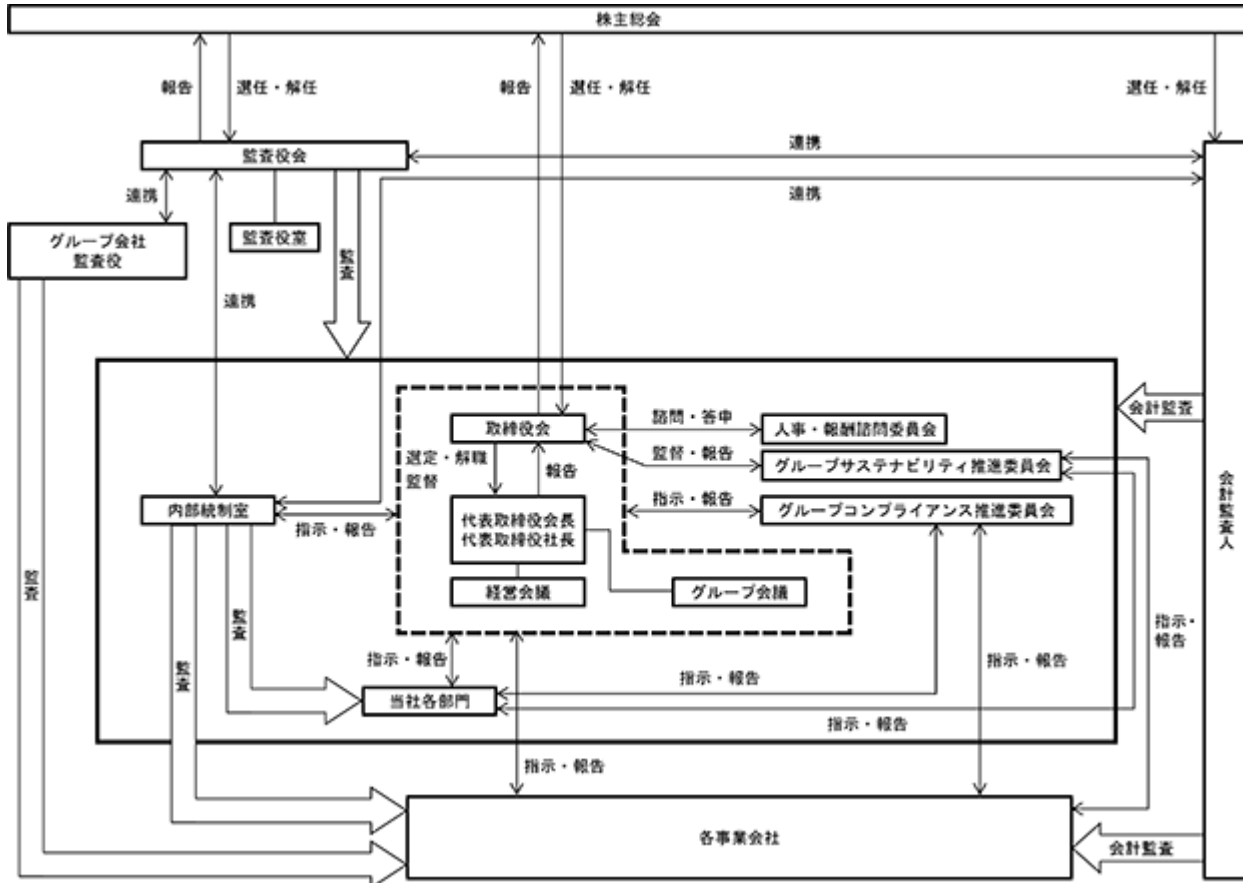 株主総会
報告
選任・解任
報告
選任・解任
選任・解任
監査役会
連携
連携
連携
グループ会社
監査役
監査役室
監査
連携
会計監査
諮問・答申
取締役会
人事・報酬諮問委員会
監督・報告
選定・解職
監督
報告
グループサステナビリティ推進委員会
指示・報告
内部統制室
指示・報告
代表取締役会長
代表取締役社長
グループコンプライアンス推進委員会
会計監査人
経営会議
グループ会議
監査
監査
監査
指示・
報告
指示・報告
指示・報告
指示・報告
当社各部門
指示・報告
指示・報告
各事業会社
会計監査